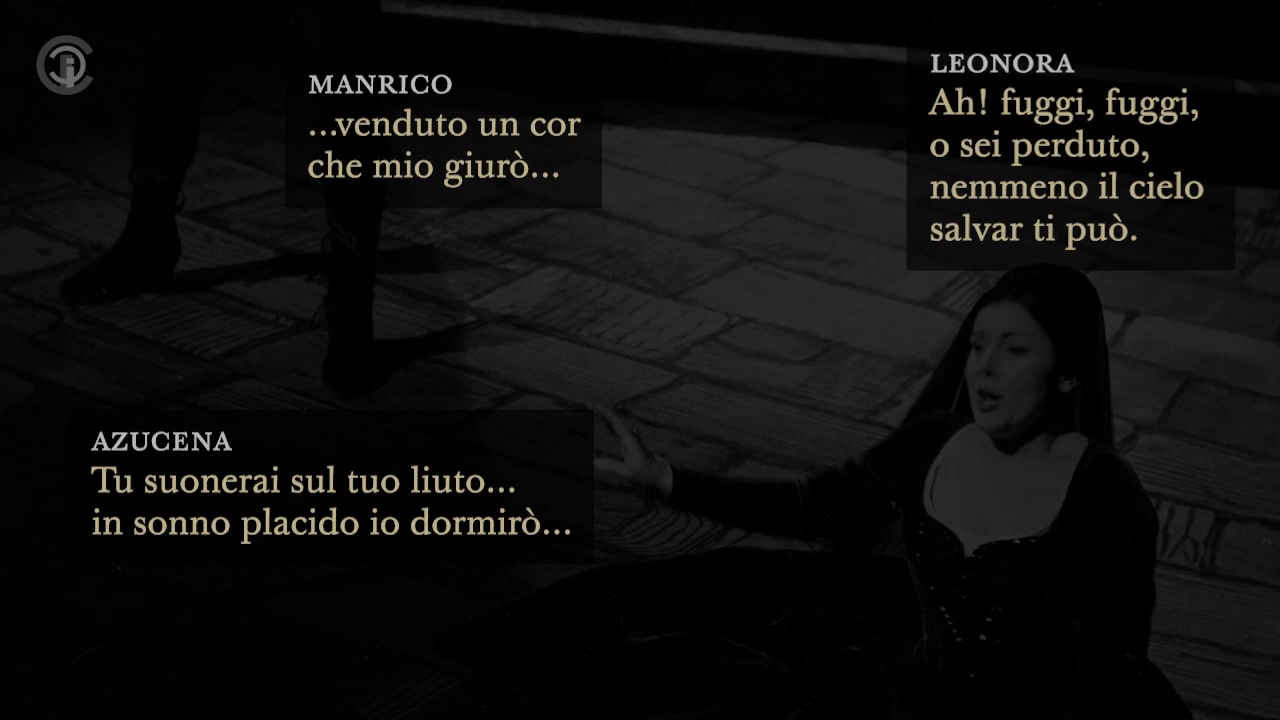 MANRICO
...venduto un cor
che mio giurò...
LEONORA
Ah! fuggi, fuggi,
o sei perduto,
nemmeno il cielo
salvar ti può.
AZUCENA
Tu suonerai sul tuo liuto...
in sonno placido io dormirò...